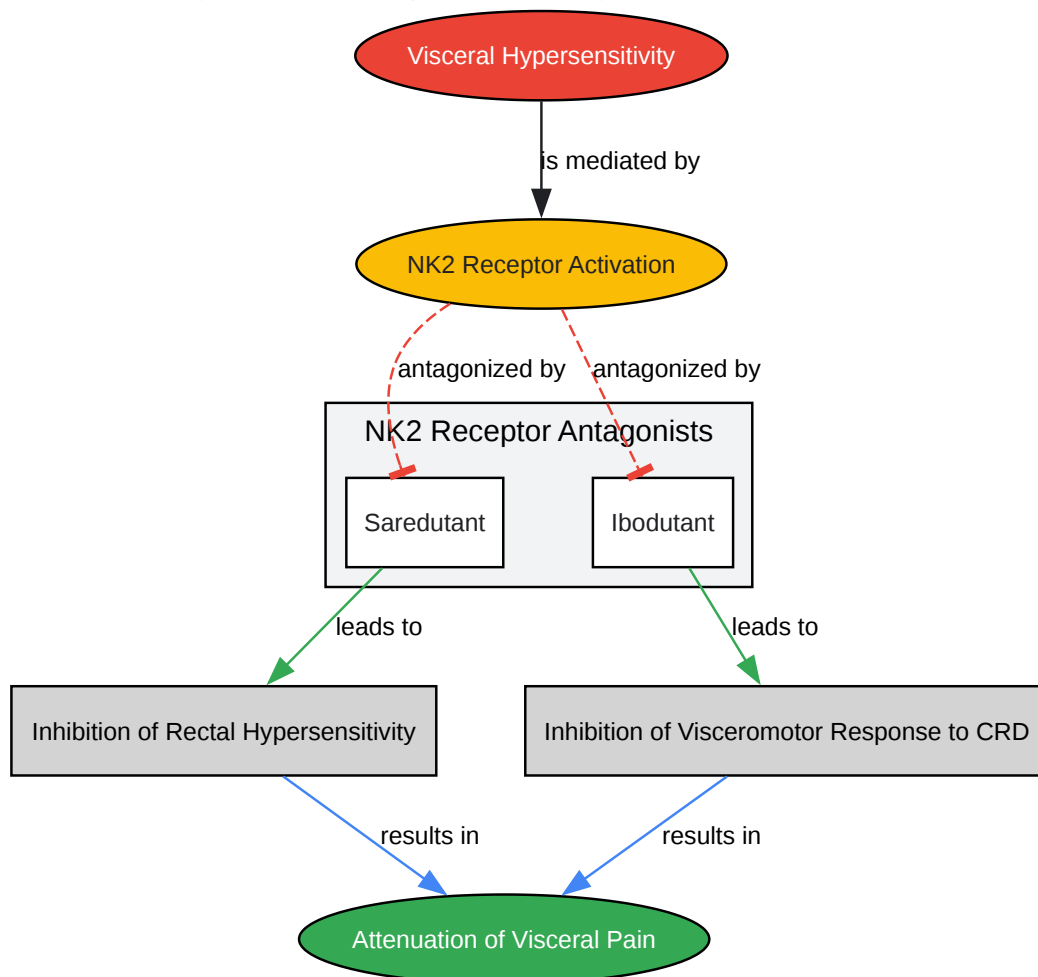 Visceral Hypersensitivity
is mediated by
NK2 Receptor Activation
antagonized by
antagonized by
NK2 Receptor Antagonists
Saredutant
Ibodutant
leads to
leads to
Inhibition of Rectal Hypersensitivity
Inhibition of Visceromotor Response to CRD
results in
results in
Attenuation of Visceral Pain